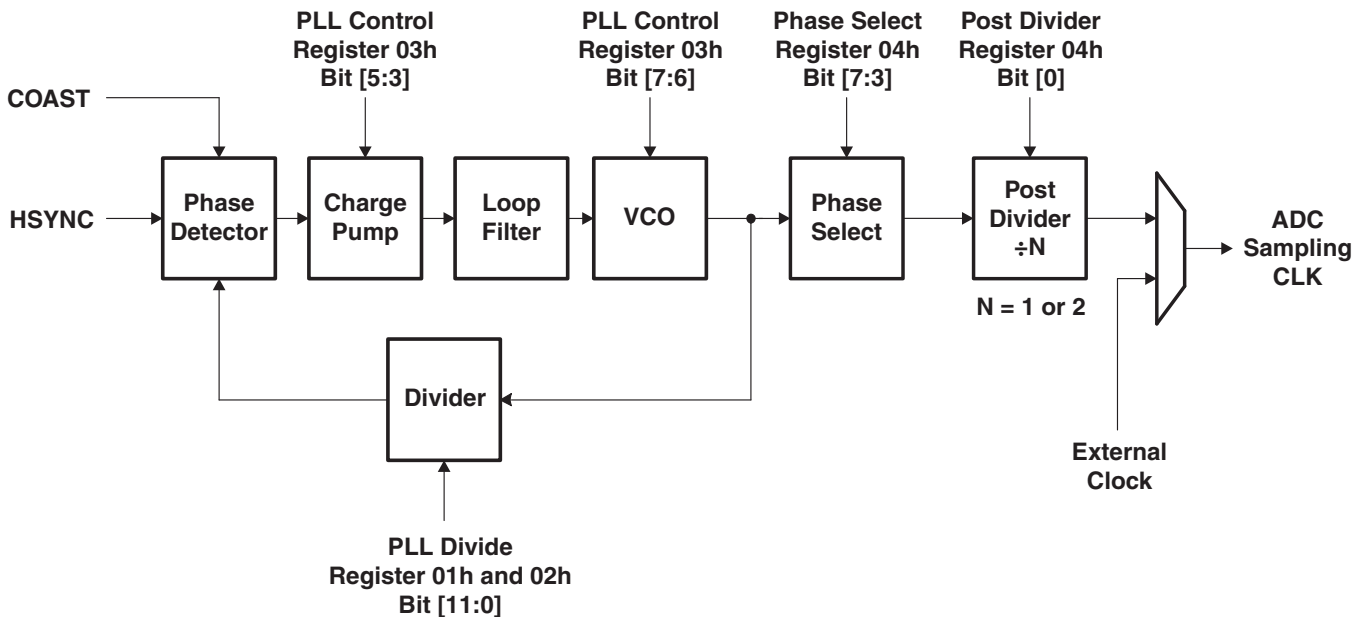 PLL Control
Register 03h
Bit [5:3]
PLL Control
Register 03h
Bit [7:6]
Phase Select
Register 04h
Bit [7:3]
Post Divider
Register 04h
Bit [0]
COAST
HSYNC
Phase
Detector
Charge
Pump
Loop
Filter
VCO
Phase
Select
Post
Divider
÷N
N = 1 or 2
ADC
Sampling
CLK
Divider
External
Clock
PLL Divide
Register 01h and 02h
Bit [11:0]